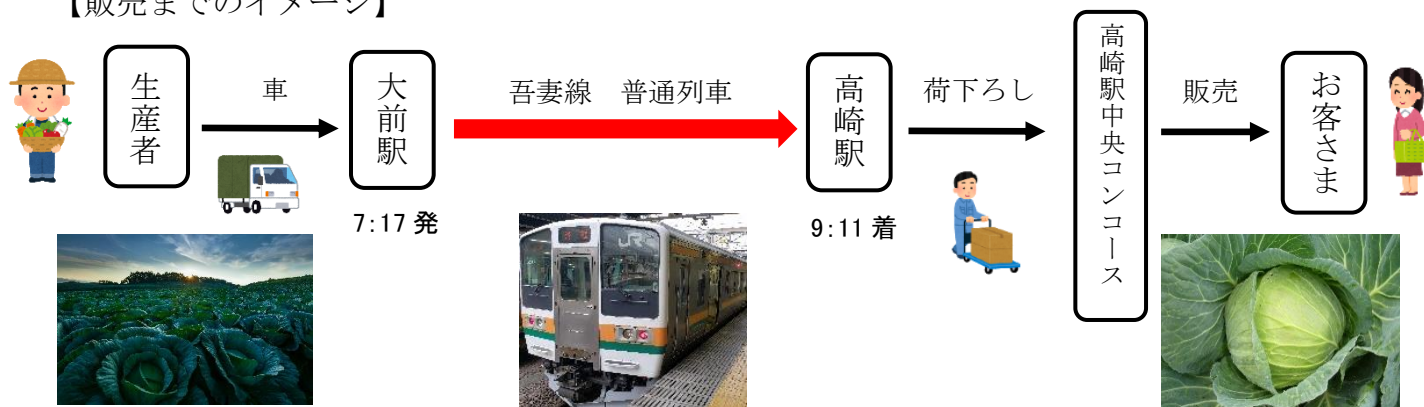 【販売までのイメージ】
生産者
車
大前駅
7:17 発
吾妻線　普通列車
高崎駅
9:11 着
荷下ろし
高崎駅中央コンコース
販売
お客さま
JR